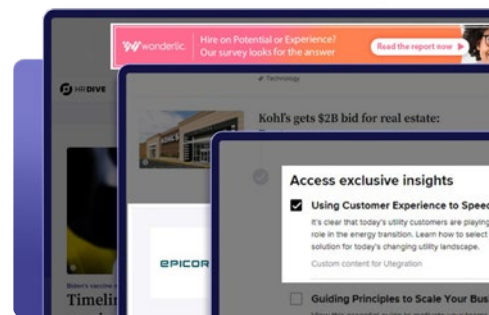 wonderlic.
Hire on Potential or Experience?
Our survey looks for the answer
Read the report now
HR DIVE
Technology
Kohl's gets $2B bid for real estate:
Access exclusive insights
Using Customer Experience to Speed
It's clear that today's utility customers are playing
role in the energy transition. Learn how to select
solution for today's changing utility landscape.
Custom content for Utegration
EPICOR
Biden's vaccine
Timelin
Guiding Principles to Scale Your Bus